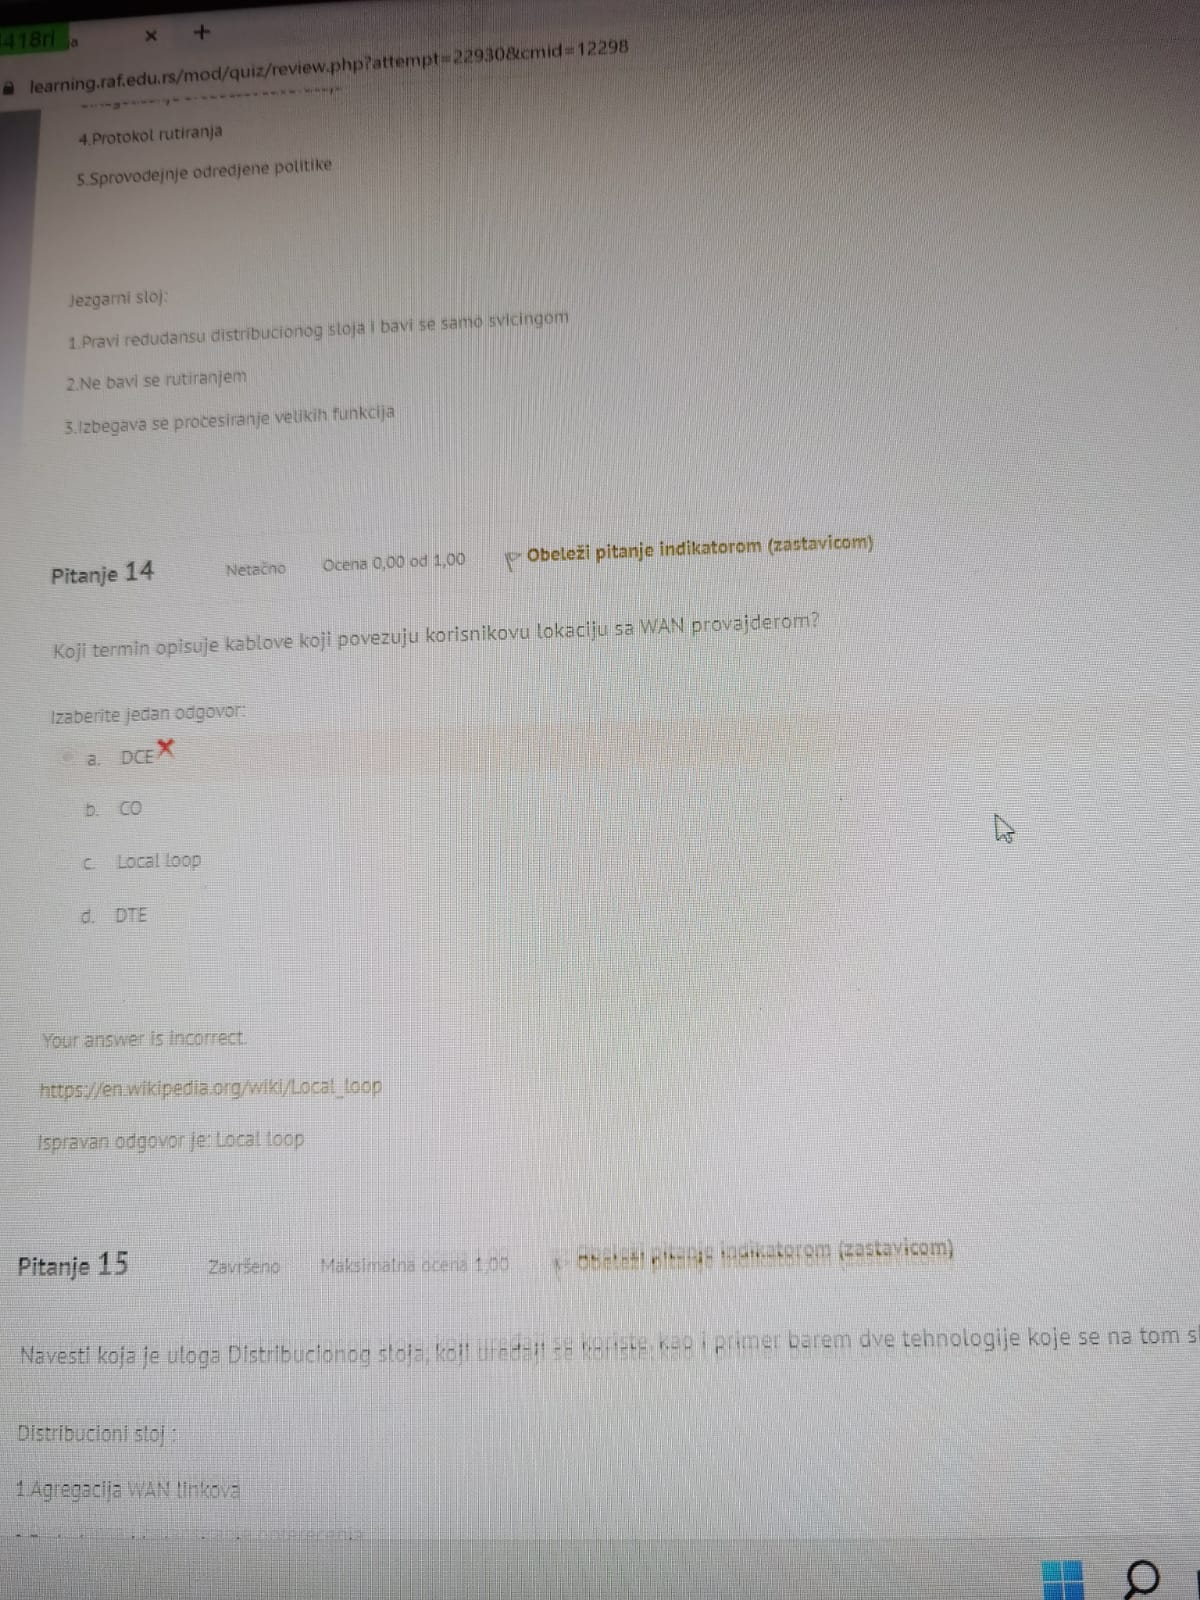 418ri
learning.raf.edu.rs/mod/quiz/review.php?attempt=22930&cmid=12298
4.Protokol rutiranja
5.Sprovodejnje odredjene politike
Jezgarni sloj:
1.Pravi redudansu distribucionog sloja i bavi se samo svicingom
2.Ne bavi se rutiranjem
3.Izbegava se procesiranje velikih funkcija
Pitanje 14 Netačno Ocena 0,00 od 1,00 Obeleži pitanje indikatorom (zastavicom)
Koji termin opisuje kablove koji povezuju korisnikovu lokaciju sa WAN provajderom?
Izaberite jedan odgovor:
a. DCE
b. CO
c. Local loop
d. DTE
Your answer is incorrect.
https://en.wikipedia.org/wiki/Local_loop
Ispravan odgovor je: Local loop
Pitanje 15 Završeno Maksimalna ocena 1,00 Obeleži pitanje indikatorom (zastavicom)
Navesti koja je uloga Distribucionog sloja, koji uređaji se koriste, kao i primer barem dve tehnologije koje se na tom
Distribucioni sloj :
1.Agregacija WAN linkova